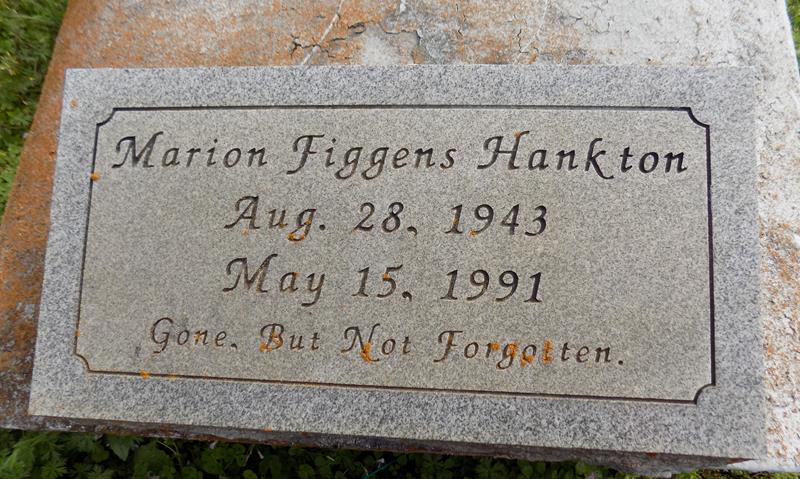 Marion Figgens Hankton
Aug. 28, 1943
May 15, 1991
Gone, But Not Forgotten.